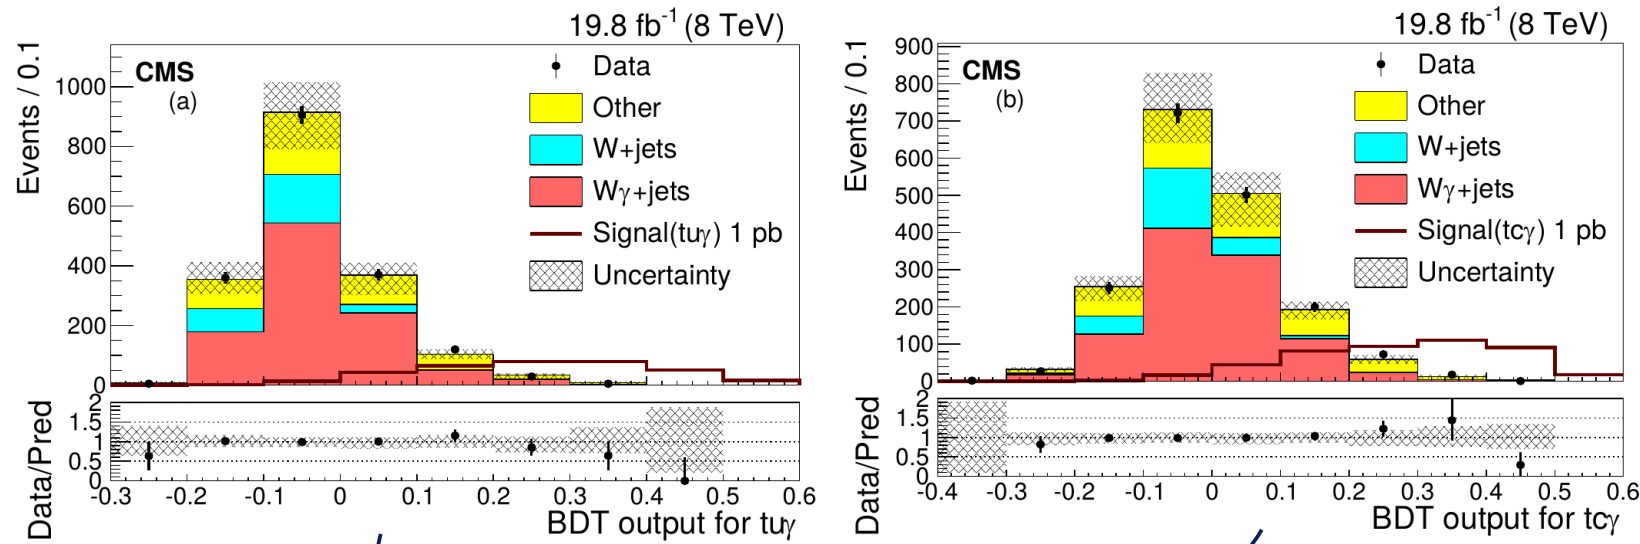 19.8 fb⁻¹ (8 TeV)
Events / 0.1
CMS
(a)
Data
Other
W+jets
Wγ+jets
Signal(tuγ) 1 pb
Uncertainty
1000
800
600
400
200
0
Data/Pred
2
1.5
1
0.5
0
-0.3 -0.2 -0.1 0 0.1 0.2 0.3 0.4 0.5 0.6
BDT output for tuγ
19.8 fb⁻¹ (8 TeV)
Events / 0.1
CMS
(b)
Data
Other
W+jets
Wγ+jets
Signal(tcγ) 1 pb
Uncertainty
900
800
700
600
500
400
300
200
100
0
Data/Pred
2
1.5
1
0.5
0
-0.4 -0.3 -0.2 -0.1 0 0.1 0.2 0.3 0.4 0.5 0.6
BDT output for tcγ